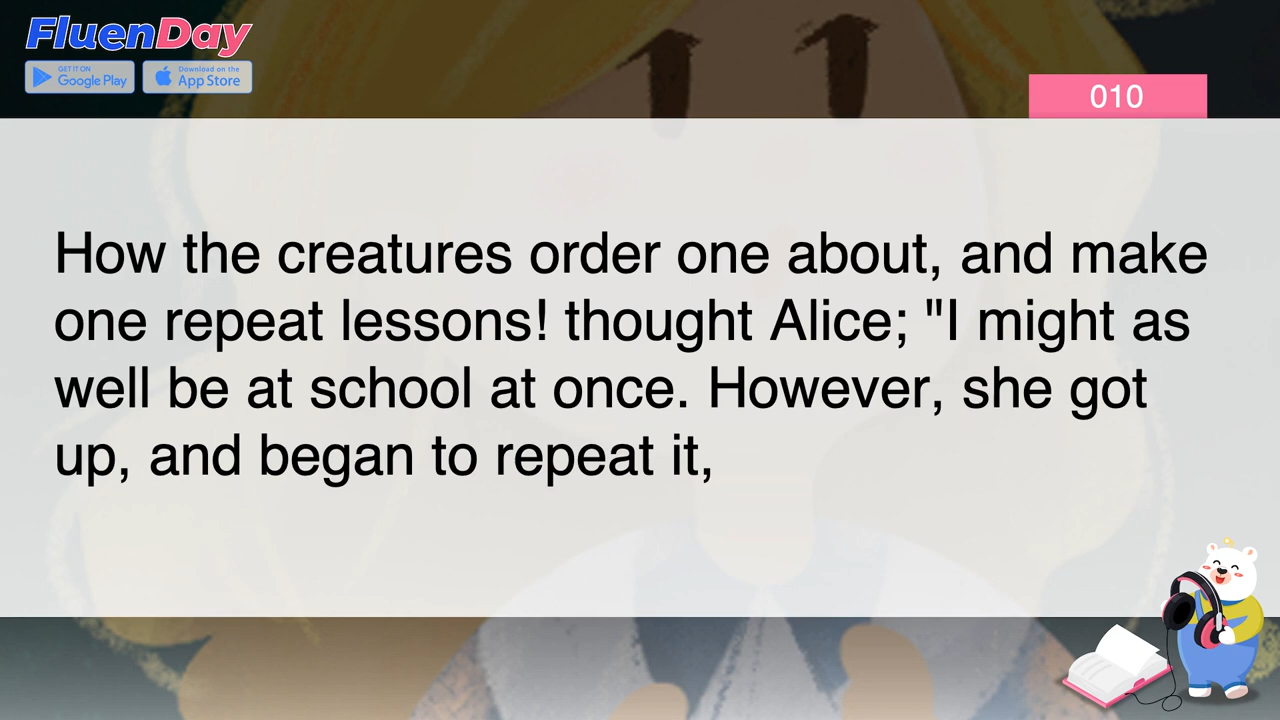 FluenDay
GET IT ON
Google Play
Download on the
App Store
010
How the creatures order one about, and make
one repeat lessons! thought Alice; "I might as
well be at school at once. However, she got
up, and began to repeat it,